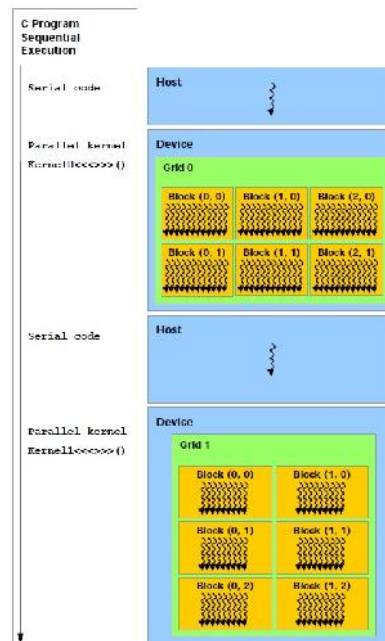 C Program
Sequential
Execution
Serial code
Host
Parallel kernel
Kernel0<<<>>>()
Device
Grid 0
Block (0, 0) Block (1, 0) Block (2, 0)
Block (0, 1) Block (1, 1) Block (2, 1)
Serial code
Host
Parallel kernel
Kernel1<<<>>>()
Device
Grid 1
Block (0, 0) Block (1, 0)
Block (0, 1) Block (1, 1)
Block (0, 2) Block (1, 2)